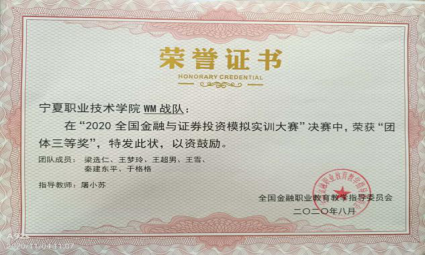 荣誉证书
HONORARY CREDENTIAL
宁夏职业技术学院 WM 战队：
在“2020 全国金融与证券投资模拟实训大赛”决赛中，荣获“团
体三等奖”，特发此状，以资鼓励。
团队成员：梁选仁、王梦玲、王超男、王雪、
秦建东平、于格格
指导教师：屠小苏
全国金融职业教育教学指导委员会
二〇二〇年八月